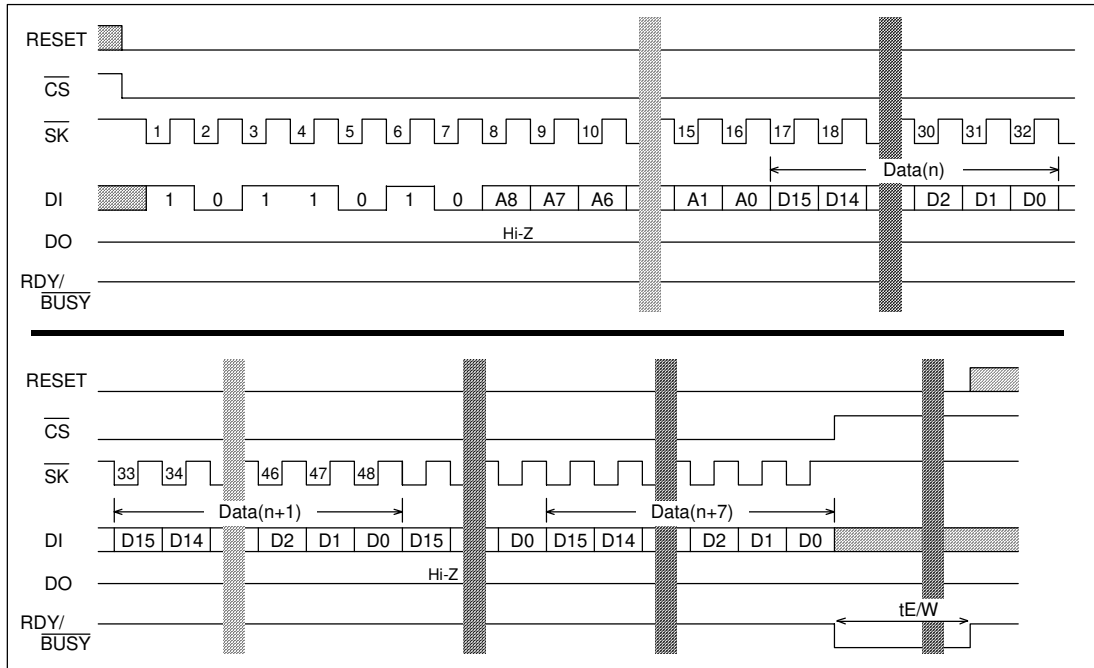 RESET
CS
SK 1 2 3 4 5 6 7 8 9 10 15 16 17 18 30 31 32
Data(n)
DI 1 0 1 1 0 1 0 A8 A7 A6 A1 A0 D15 D14 D2 D1 D0
Hi-Z
DO
RDY/
BUSY
RESET
CS
SK 33 34 46 47 48
Data(n+1) Data(n+7)
DI D15 D14 D2 D1 D0 D15 D0 D15 D14 D2 D1 D0
Hi-Z
DO
tE/W
RDY/
BUSY